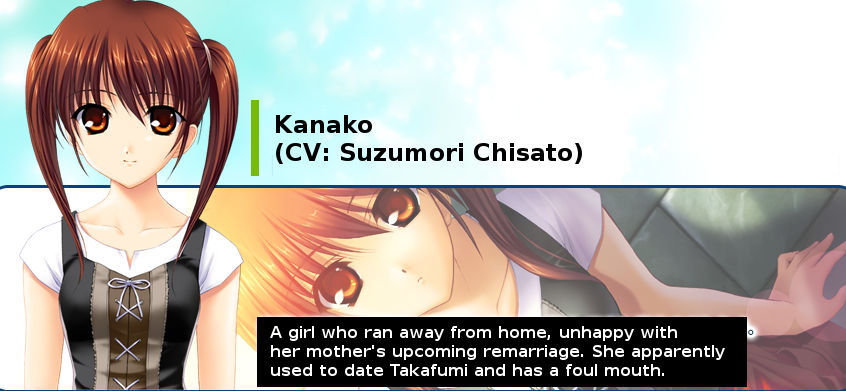 Kanako
(CV: Suzumori Chisato)
A girl who ran away from home, unhappy with
her mother's upcoming remarriage. She apparently
used to date Takafumi and has a foul mouth.